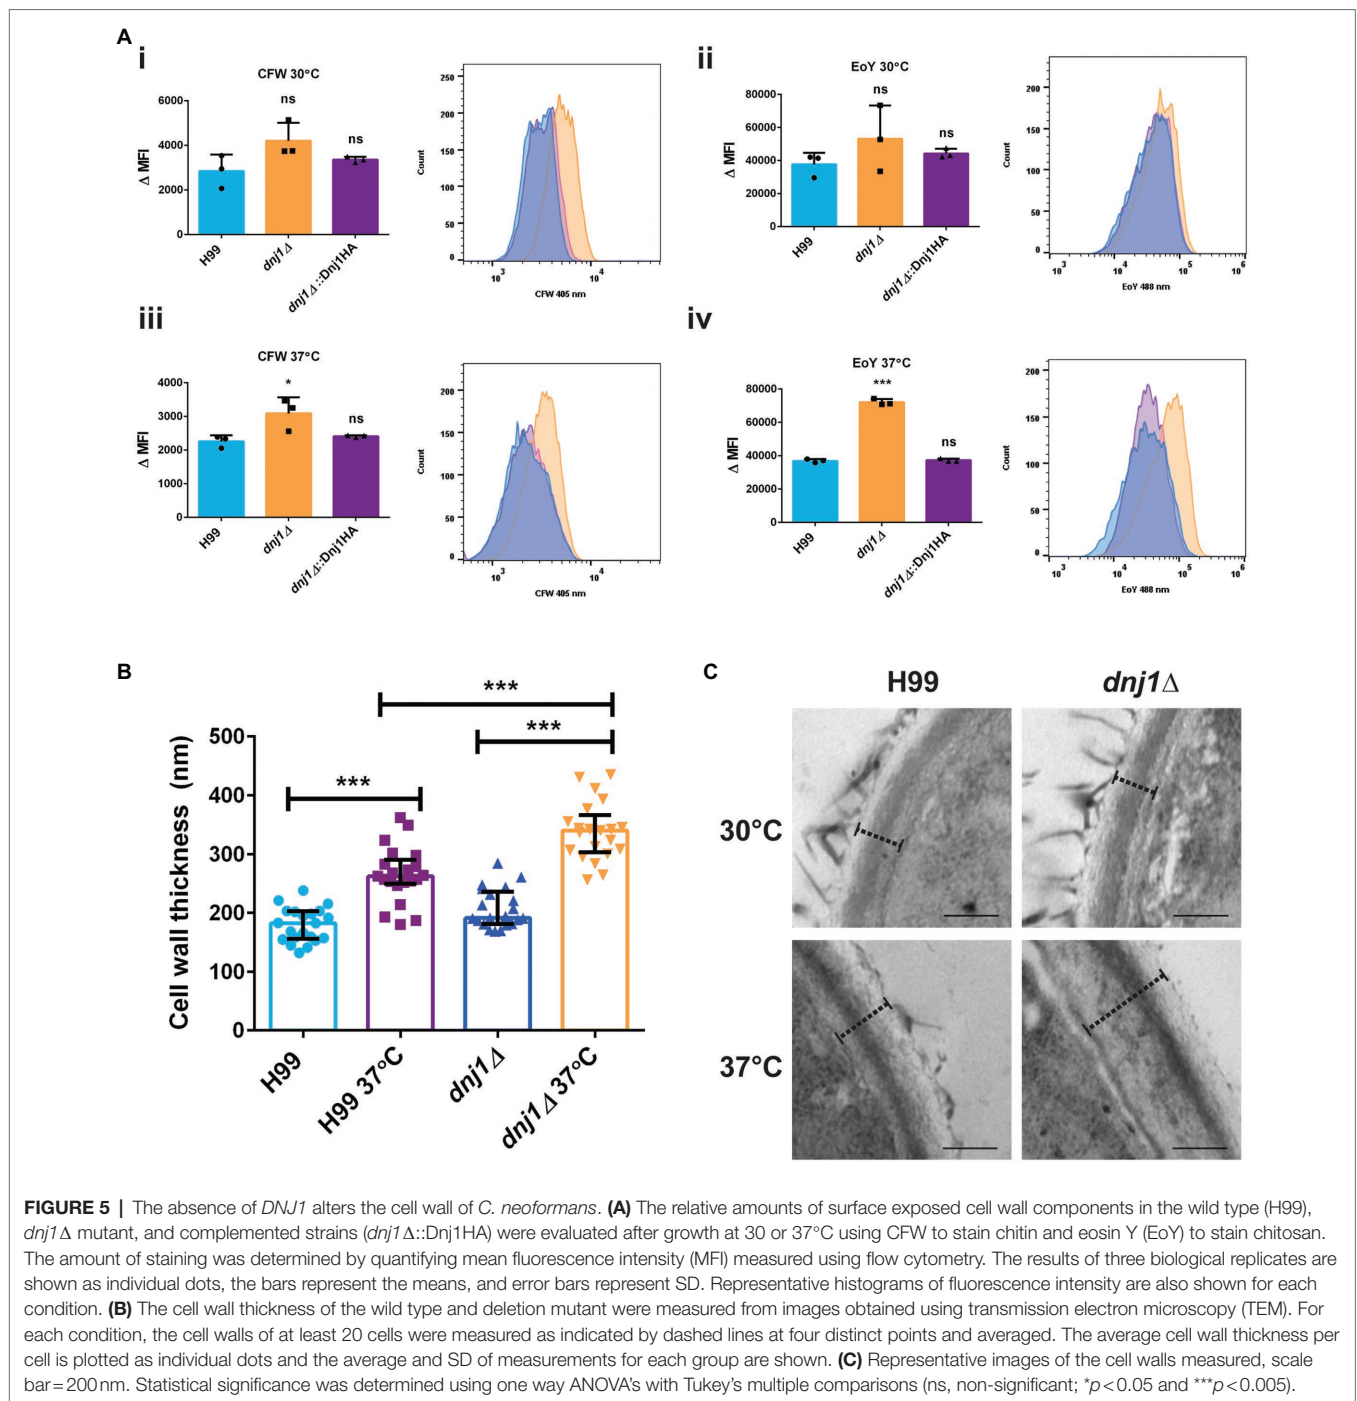 A
i
CFW 30°C
6000
4000
2000
0
Δ MFI
ns
ns
H99
dnj1Δ
dnj1Δ::Dnj1HA
250
200
150
100
50
0
Count
10³
10⁴
CFW 405 nm
ii
EoY 30°C
80000
60000
40000
20000
0
Δ MFI
ns
ns
H99
dnj1Δ
dnj1Δ::Dnj1HA
200
150
100
50
0
Count
10³
10⁴
10⁵
10⁶
EoY 488 nm
iii
CFW 37°C
4000
3000
2000
1000
0
Δ MFI
*
ns
H99
dnj1Δ
dnj1Δ::Dnj1HA
200
150
100
50
0
Count
10³
10⁴
CFW 405 nm
iv
EoY 37°C
80000
60000
40000
20000
0
Δ MFI
***
ns
H99
dnj1Δ
dnj1Δ::Dnj1HA
200
150
100
50
0
Count
10³
10⁴
10⁵
10⁶
EoY 488 nm
B
500
400
300
200
100
0
Cell wall thickness (nm)
***
***
***
H99
H99 37°C
dnj1Δ
dnj1Δ 37°C
C
H99
dnj1Δ
30°C
37°C
FIGURE 5 | The absence of DNJ1 alters the cell wall of C. neoformans. (A) The relative amounts of surface exposed cell wall components in the wild type (H99),
dnj1Δ mutant, and complemented strains (dnj1Δ::Dnj1HA) were evaluated after growth at 30 or 37°C using CFW to stain chitin and eosin Y (EoY) to stain chitosan.
The amount of staining was determined by quantifying mean fluorescence intensity (MFI) measured using flow cytometry. The results of three biological replicates are
shown as individual dots, the bars represent the means, and error bars represent SD. Representative histograms of fluorescence intensity are also shown for each
condition. (B) The cell wall thickness of the wild type and deletion mutant were measured from images obtained using transmission electron microscopy (TEM). For
each condition, the cell walls of at least 20 cells were measured as indicated by dashed lines at four distinct points and averaged. The average cell wall thickness per
cell is plotted as individual dots and the average and SD of measurements for each group are shown. (C) Representative images of the cell walls measured, scale
bar=200nm. Statistical significance was determined using one way ANOVA's with Tukey's multiple comparisons (ns, non-significant; *p<0.05 and ***p<0.005).